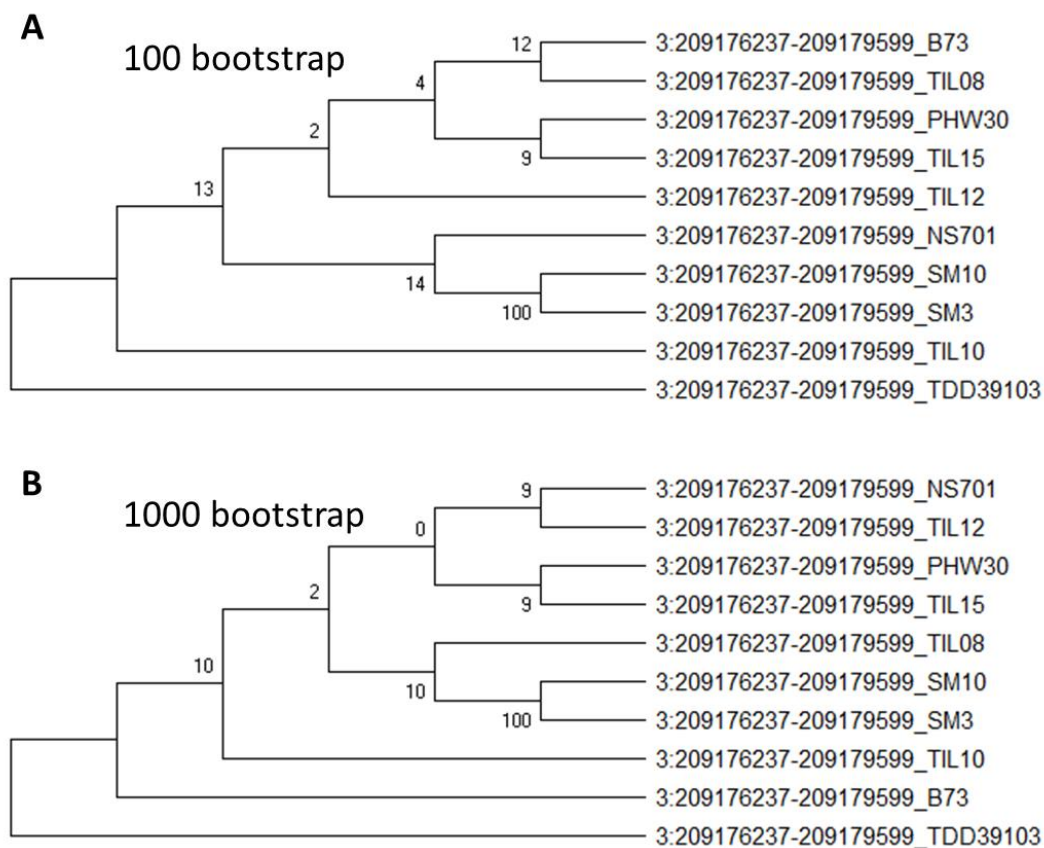 A
100 bootstrap
12
3:209176237-209179599_B73
3:209176237-209179599_TIL08
4
3:209176237-209179599_PHW30
2
9
3:209176237-209179599_TIL15
13
3:209176237-209179599_TIL12
3:209176237-209179599_NS701
14
3:209176237-209179599_SM10
100
3:209176237-209179599_SM3
3:209176237-209179599_TIL10
3:209176237-209179599_TDD39103
B
1000 bootstrap
9
3:209176237-209179599_NS701
0
3:209176237-209179599_TIL12
3:209176237-209179599_PHW30
2
9
3:209176237-209179599_TIL15
3:209176237-209179599_TIL08
10
10
3:209176237-209179599_SM10
100
3:209176237-209179599_SM3
3:209176237-209179599_TIL10
3:209176237-209179599_B73
3:209176237-209179599_TDD39103